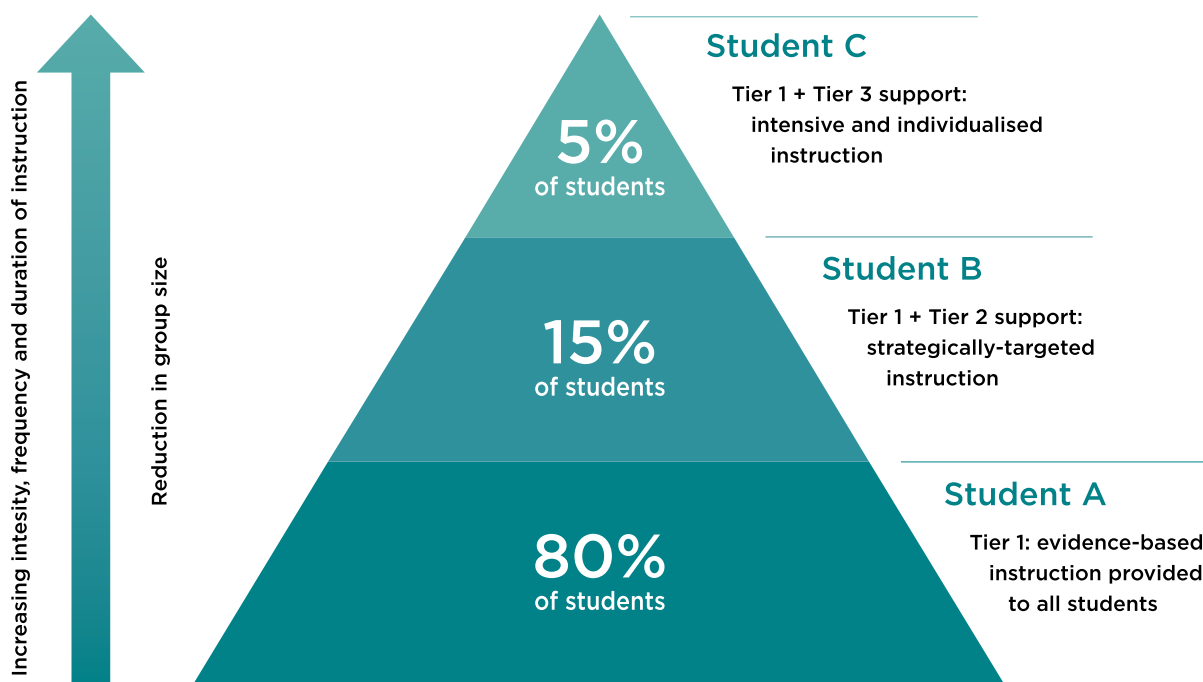 Increasing intesity, frequency and duration of instruction
Reduction in group size
5%
of students
15%
of students
80%
of students
Student C
Tier 1 + Tier 3 support:
intensive and individualised
instruction
Student B
Tier 1 + Tier 2 support:
strategically-targeted
instruction
Student A
Tier 1: evidence-based
instruction provided
to all students